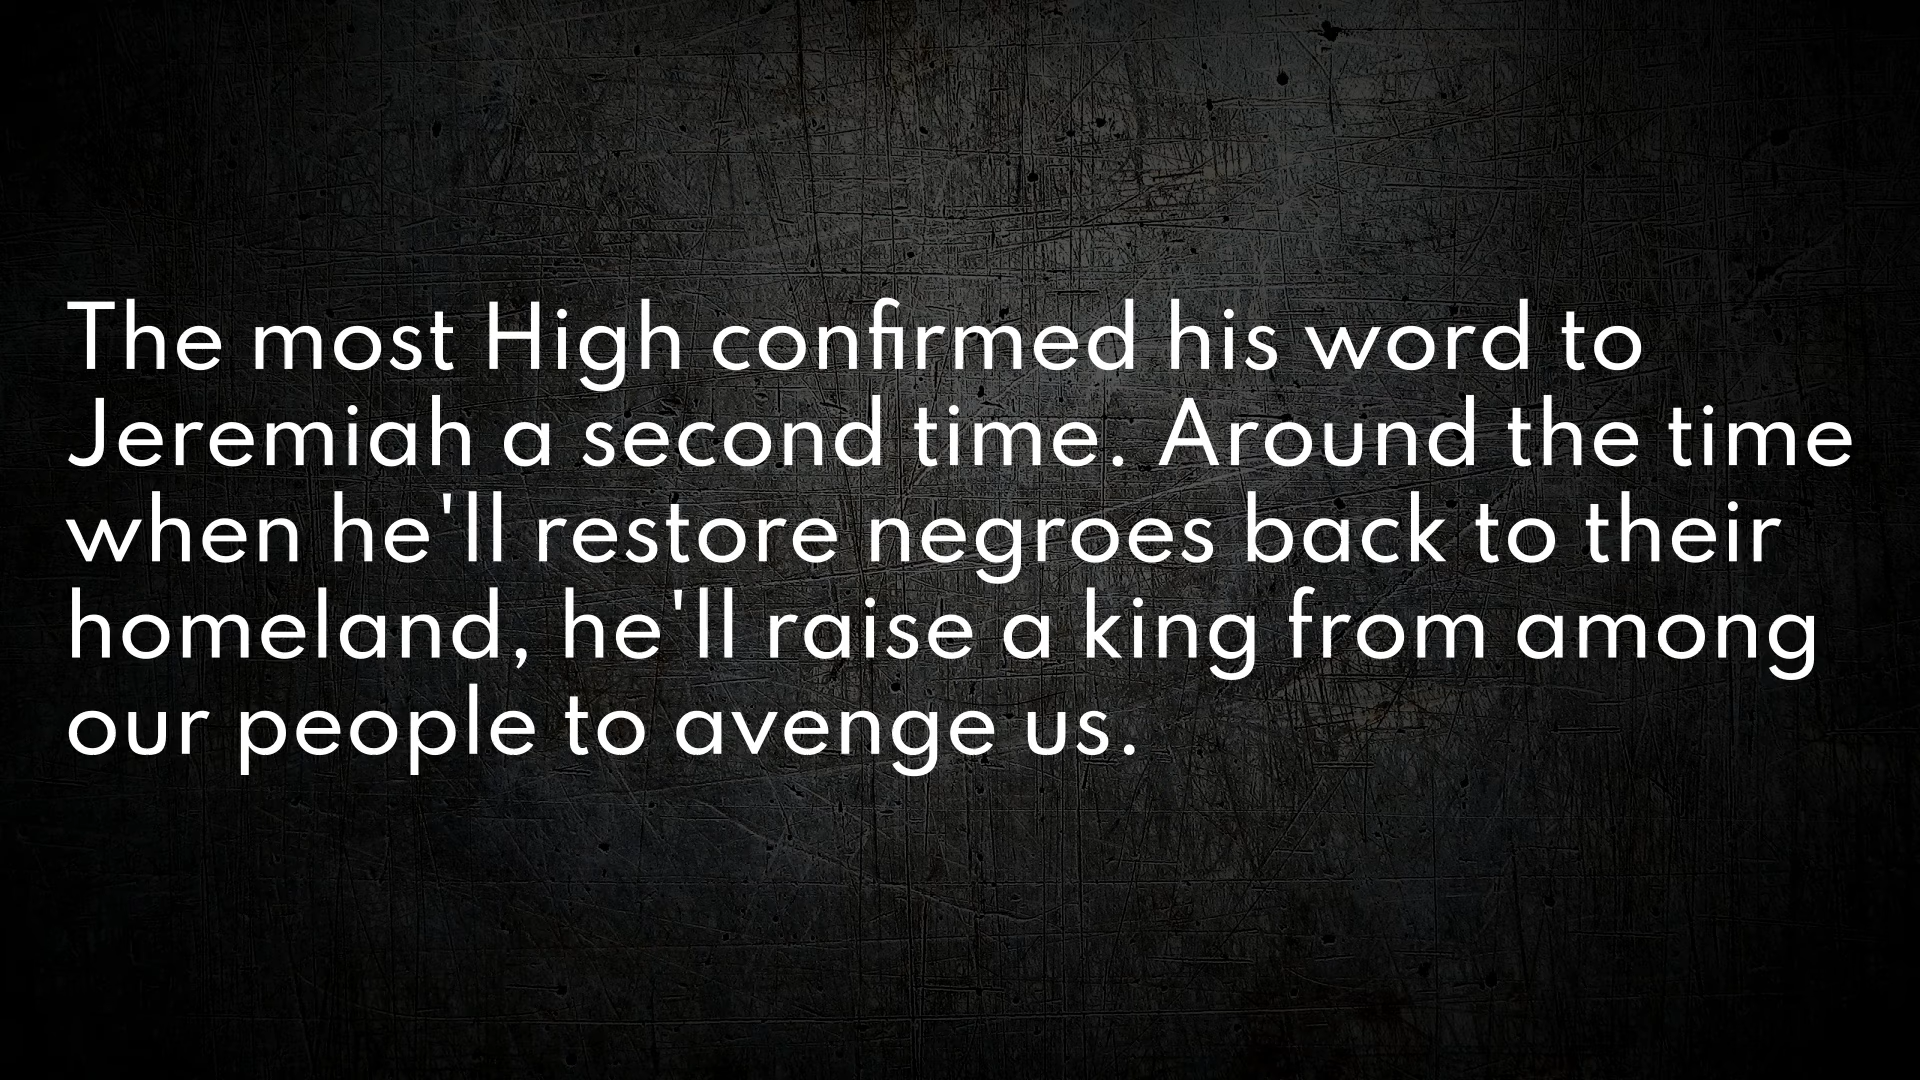 The most High confirmed his word to
Jeremiah a second time. Around the time
when he'll restore negroes back to their
homeland, he'll raise a king from among
our people to avenge us.